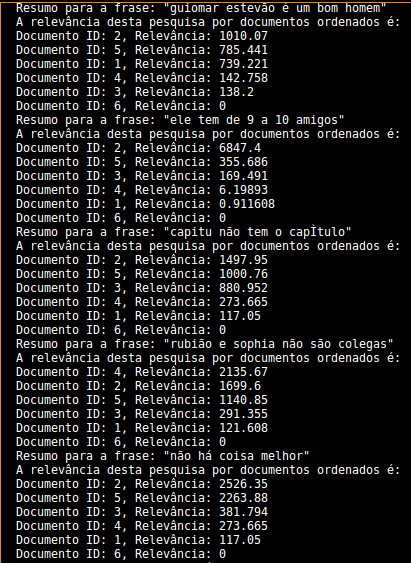 Resumo para a frase: "guiomar estevão é um bom homem"
A relevância desta pesquisa por documentos ordenados é:
Documento ID: 2, Relevância: 1010.07
Documento ID: 5, Relevância: 785.441
Documento ID: 1, Relevância: 739.221
Documento ID: 4, Relevância: 142.758
Documento ID: 3, Relevância: 138.2
Documento ID: 6, Relevância: 0
Resumo para a frase: "ele tem de 9 a 10 amigos"
A relevância desta pesquisa por documentos ordenados é:
Documento ID: 2, Relevância: 6847.4
Documento ID: 5, Relevância: 355.686
Documento ID: 3, Relevância: 169.491
Documento ID: 4, Relevância: 6.19893
Documento ID: 1, Relevância: 0.911608
Documento ID: 6, Relevância: 0
Resumo para a frase: "capitu não tem o capÌtulo"
A relevância desta pesquisa por documentos ordenados é:
Documento ID: 2, Relevância: 1497.95
Documento ID: 5, Relevância: 1000.76
Documento ID: 3, Relevância: 880.952
Documento ID: 4, Relevância: 273.665
Documento ID: 1, Relevância: 117.05
Documento ID: 6, Relevância: 0
Resumo para a frase: "rubião e sophia não são colegas"
A relevância desta pesquisa por documentos ordenados é:
Documento ID: 4, Relevância: 2135.67
Documento ID: 2, Relevância: 1699.6
Documento ID: 5, Relevância: 1140.85
Documento ID: 3, Relevância: 291.355
Documento ID: 1, Relevância: 121.608
Documento ID: 6, Relevância: 0
Resumo para a frase: "não há coisa melhor"
A relevância desta pesquisa por documentos ordenados é:
Documento ID: 2, Relevância: 2526.35
Documento ID: 5, Relevância: 2263.88
Documento ID: 3, Relevância: 381.794
Documento ID: 4, Relevância: 273.665
Documento ID: 1, Relevância: 117.05
Documento ID: 6, Relevância: 0